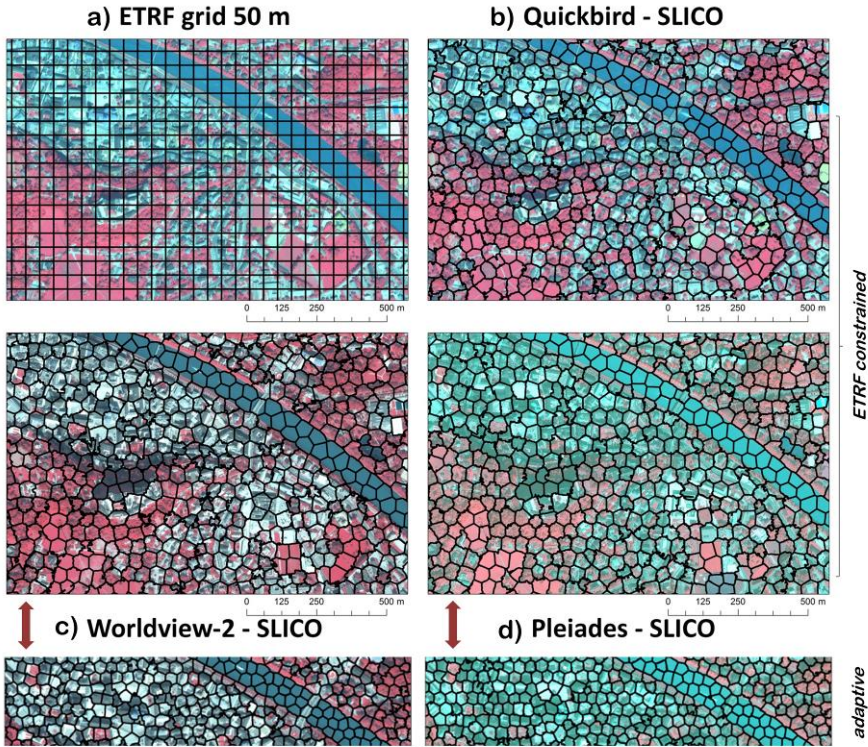 a) ETRF grid 50 m
b) Quickbird - SLICO
0 125 250 500 m
0 125 250 500 m
ETRF constrained
0 125 250 500 m
0 125 250 500 m
c) Worldview-2 - SLICO
d) Pleiades - SLICO
adaptive